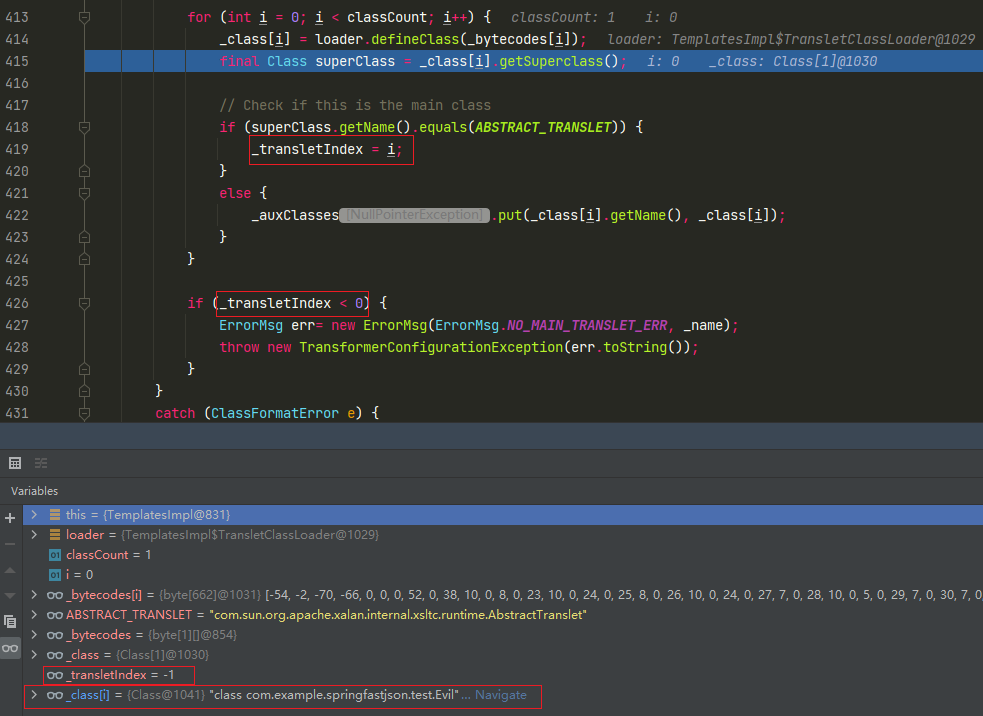 413 for (int i = 0; i < classCount; i++) { classCount: 1 i: 0
414 _class[i] = loader.defineClass(_bytecodes[i]); loader: TemplatesImpl$TransletClassLoader@1029
415 final Class superClass = _class[i].getSuperclass(); i: 0 _class: Class[1]@1030
416
417 // Check if this is the main class
418 if (superClass.getName().equals(ABSTRACT_TRANSLET)) {
419 _transletIndex = i;
420 }
421 else {
422 _auxClasses [NullPointerException] .put(_class[i].getName(), _class[i]);
423 }
424 }
425
426 if (_transletIndex < 0) {
427 ErrorMsg err= new ErrorMsg(ErrorMsg.NO_MAIN_TRANSLET_ERR, _name);
428 throw new TransformerConfigurationException(err.toString());
429 }
430 }
431 catch (ClassFormatError e) {
Variables
this = {TemplatesImpl@831}
loader = {TemplatesImpl$TransletClassLoader@1029}
01 classCount = 1
01 i = 0
_bytecodes[i] = {byte[662]@1031} [-54, -2, -70, -66, 0, 0, 0, 52, 0, 38, 10, 0, 8, 0, 23, 10, 0, 24, 0, 25, 8, 0, 26, 10, 0, 24, 0, 27, 7, 0, 28, 10, 0, 5, 0, 29, 7, 0, 30, 7, 0
ABSTRACT_TRANSLET = "com.sun.org.apache.xalan.internal.xsltc.runtime.AbstractTranslet"
_bytecodes = {byte[1][]@854}
_class = {Class[1]@1030}
_transletIndex = -1
_class[i] = {Class@1041} "class com.example.springfastjson.test.Evil"... Navigate